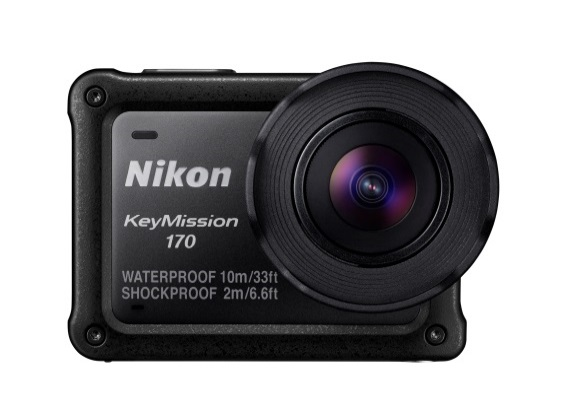 Nikon
KeyMission
170
WATERPROOF 10m/33ft
SHOCKPROOF 2m/6.6ft